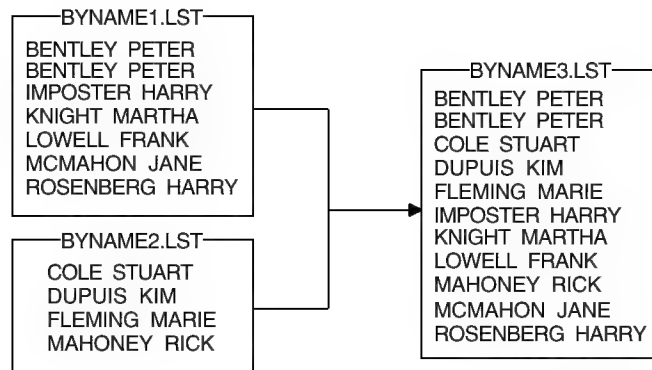 BYNAME1.LST
BENTLEY PETER
BENTLEY PETER
IMPOSTER HARRY
KNIGHT MARTHA
LOWELL FRANK
MCMAHON JANE
ROSENBERG HARRY
BYNAME2.LST
COLE STUART
DUPUIS KIM
FLEMING MARIE
MAHONEY RICK
BYNAME3.LST
BENTLEY PETER
BENTLEY PETER
COLE STUART
DUPUIS KIM
FLEMING MARIE
IMPOSTER HARRY
KNIGHT MARTHA
LOWELL FRANK
MAHONEY RICK
MCMAHON JANE
ROSENBERG HARRY